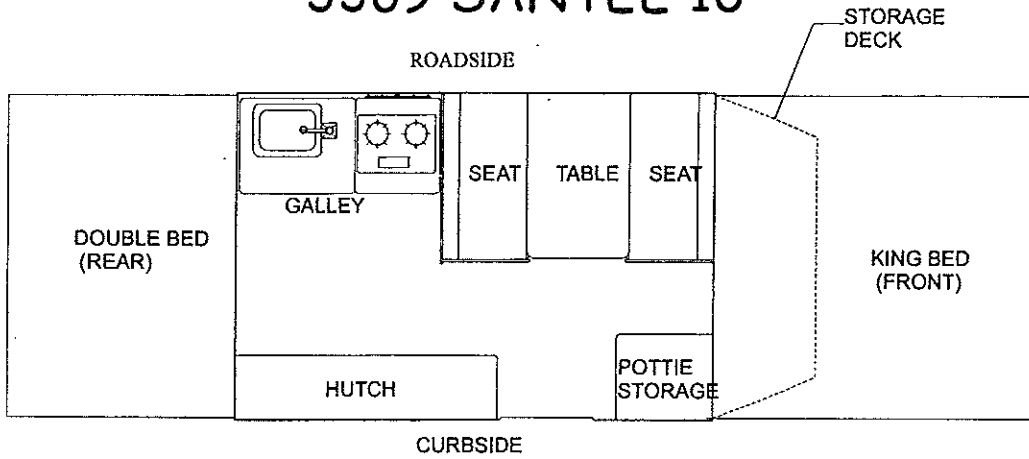 STORAGE
DECK
ROADSIDE
SEAT
TABLE
SEAT
GALLEY
DOUBLE BED
(REAR)
KING BED
(FRONT)
HUTCH
POTTIE
STORAGE
CURBSIDE